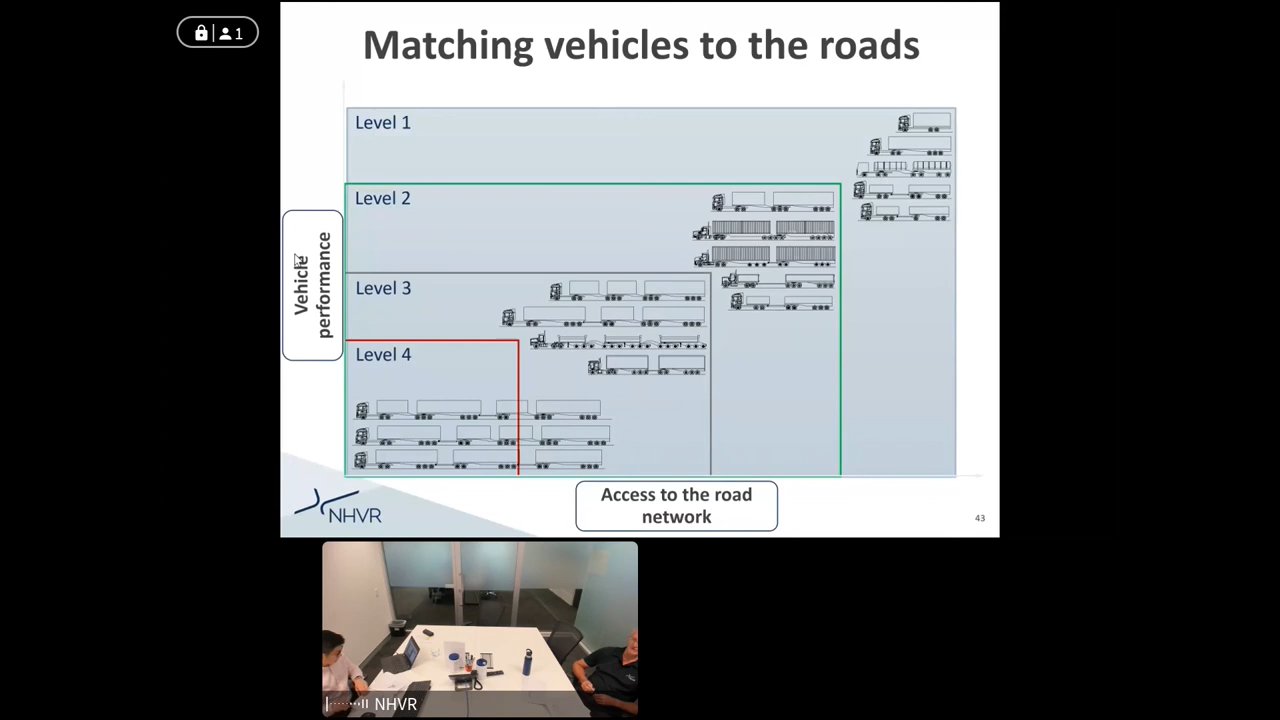 1
Matching vehicles to the roads
Level 1
Level 2
Level 3
Level 4
Vehicle
performance
Access to the road
network
NHVR
43
NHVR